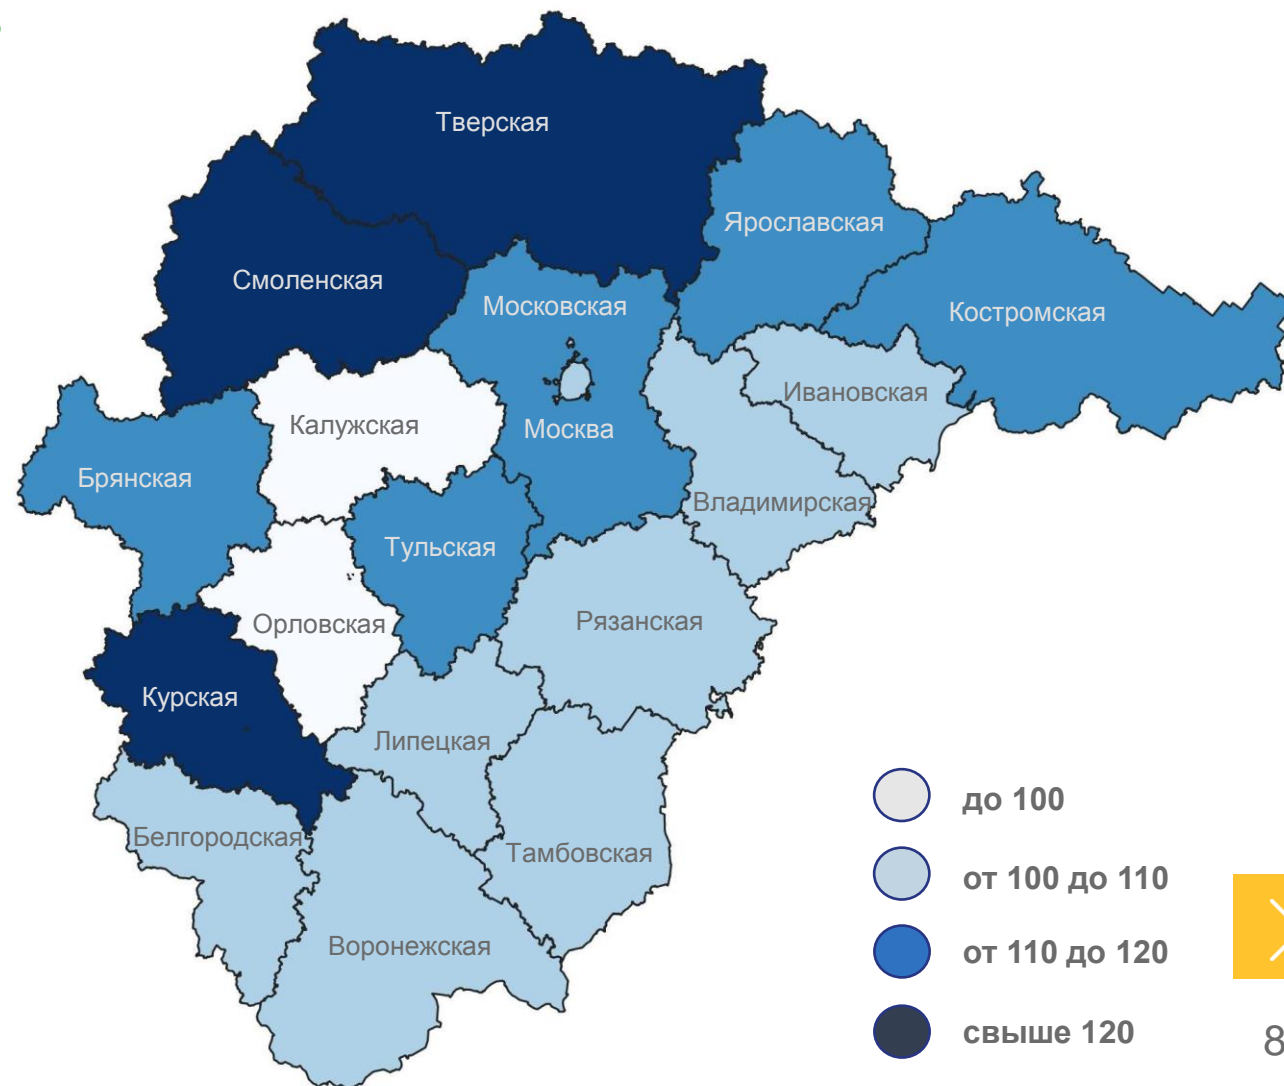 Тверская
Ярославская
Смоленская
Московская
Костромская
Ивановская
Калужская
Москва
Брянская
Владимирская
Тульская
Орловская
Рязанская
Курская
Липецкая
до 100
Белгородская
Тамбовская
от 100 до 110
Воронежская
от 110 до 120
свыше 120
8